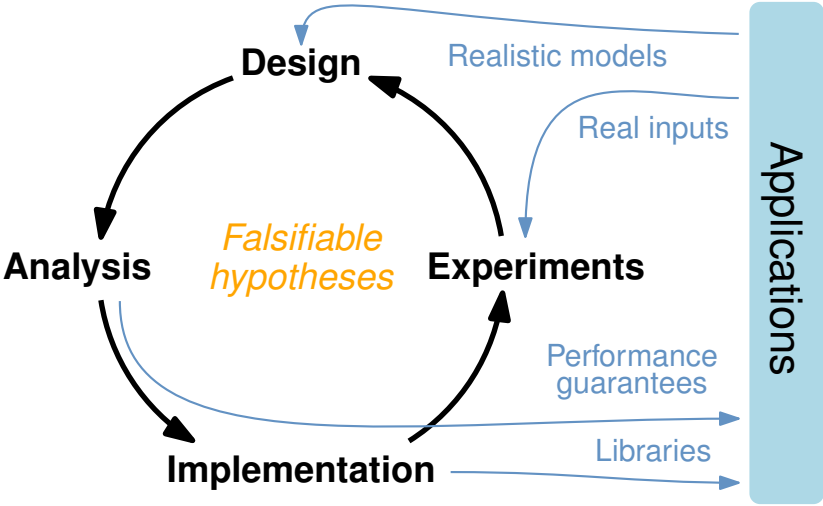 Design
Realistic models
Real inputs
Applications
Falsifiable
hypotheses
Analysis
Experiments
Performance
guarantees
Libraries
Implementation